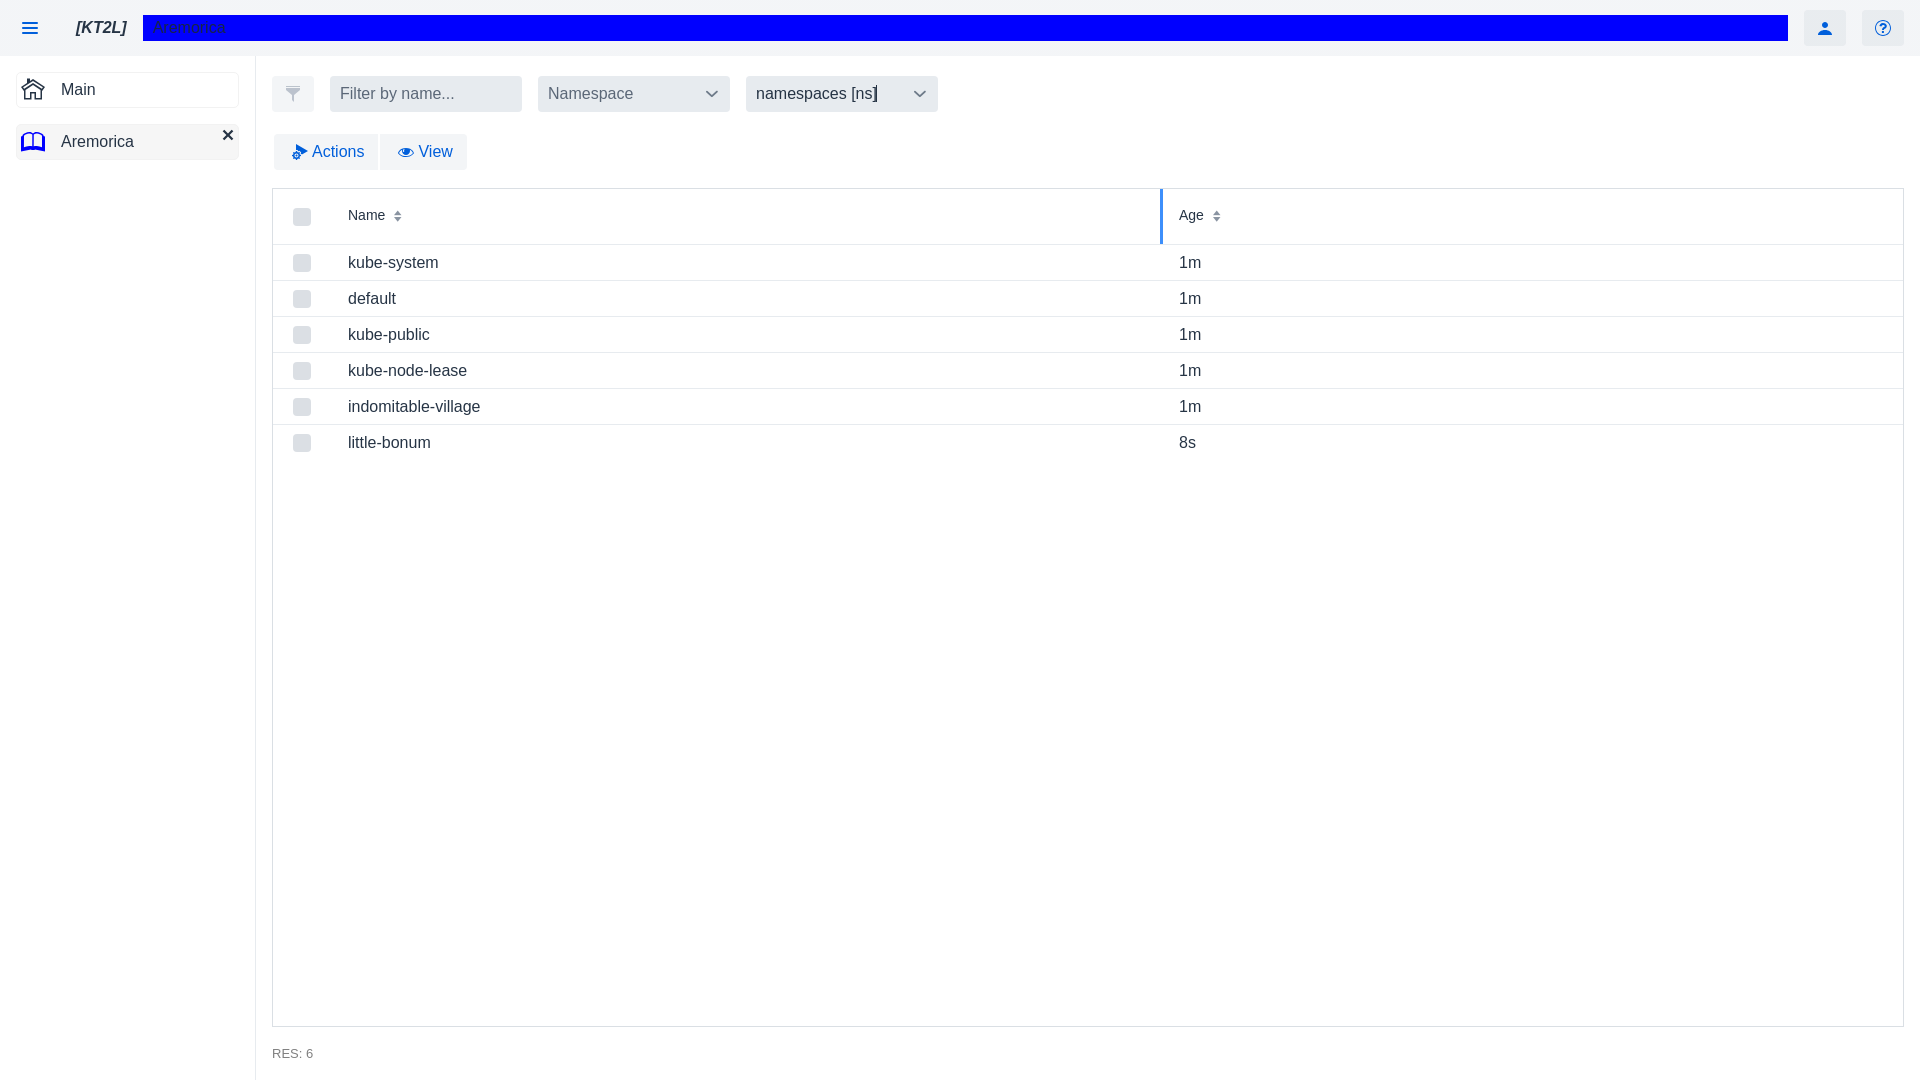 [KT2L] Aremorica
Main
Aremorica
Filter by name... Namespace namespaces [ns]
Actions View
Name Age
kube-system 1m
default 1m
kube-public 1m
kube-node-lease 1m
indomitable-village 1m
little-bonum 8s
RES: 6